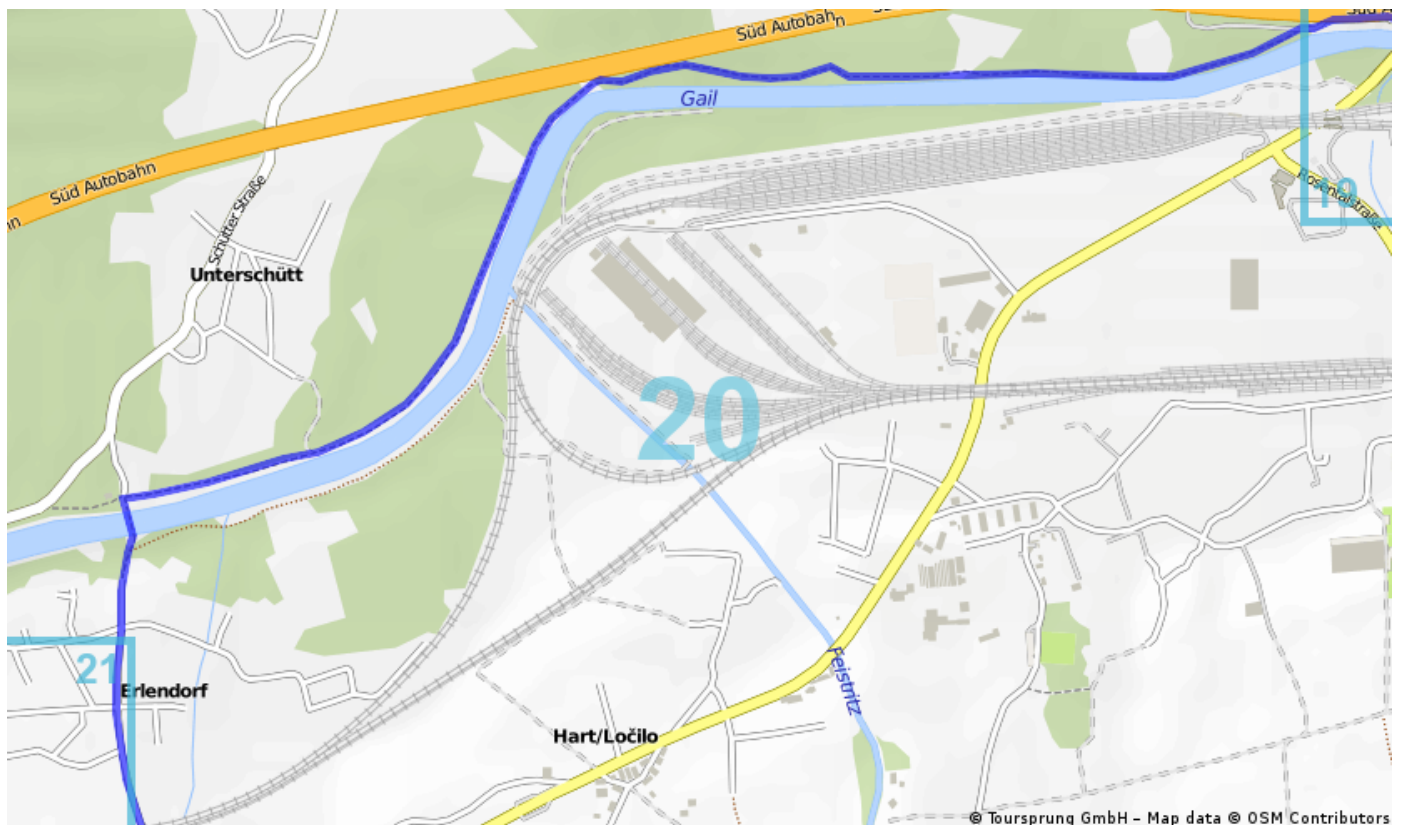 Süd Autobahn
Gail
Süd Autobahn
Schütter Straße
Rosentalstraße
19
Unterschütt
20
Feistritz
21
Erlendorf
Hart/Ločilo
© Toursprung GmbH – Map data © OSM Contributors